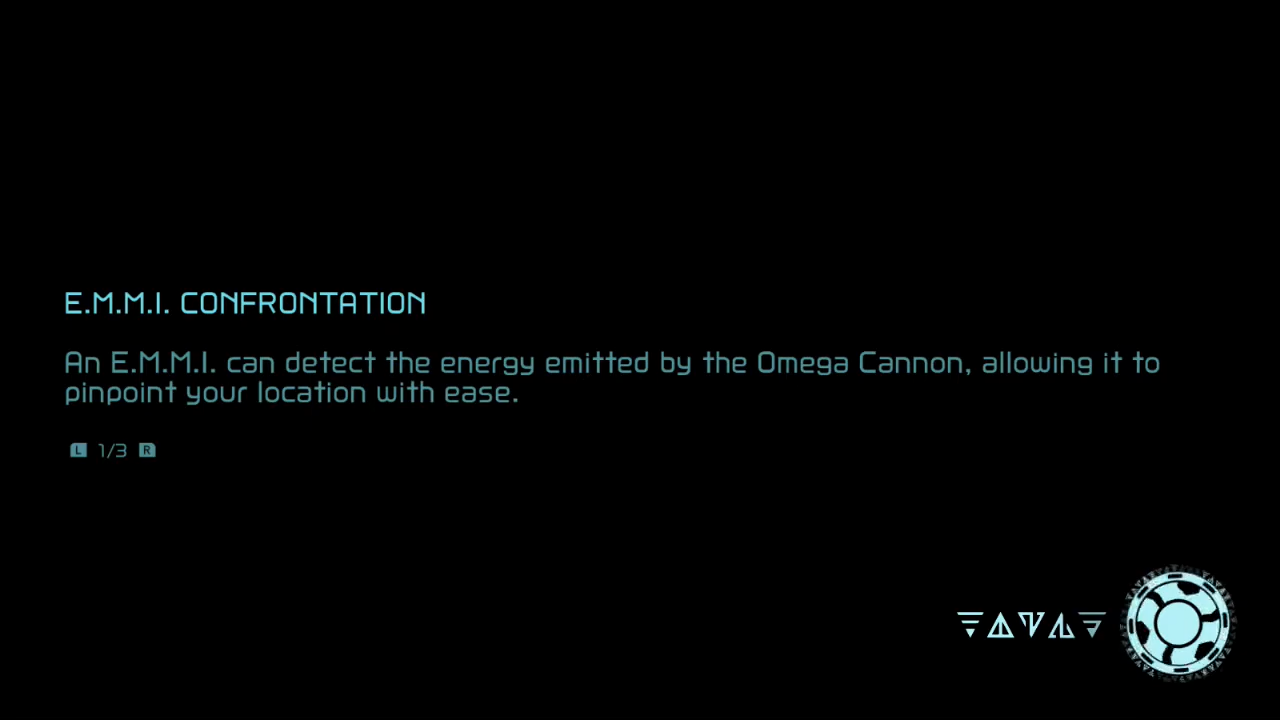 E.M.M.I. CONFRONTATION
An E.M.M.I. can detect the energy emitted by the Omega Cannon, allowing it to
pinpoint your location with ease.
L 1/3 R